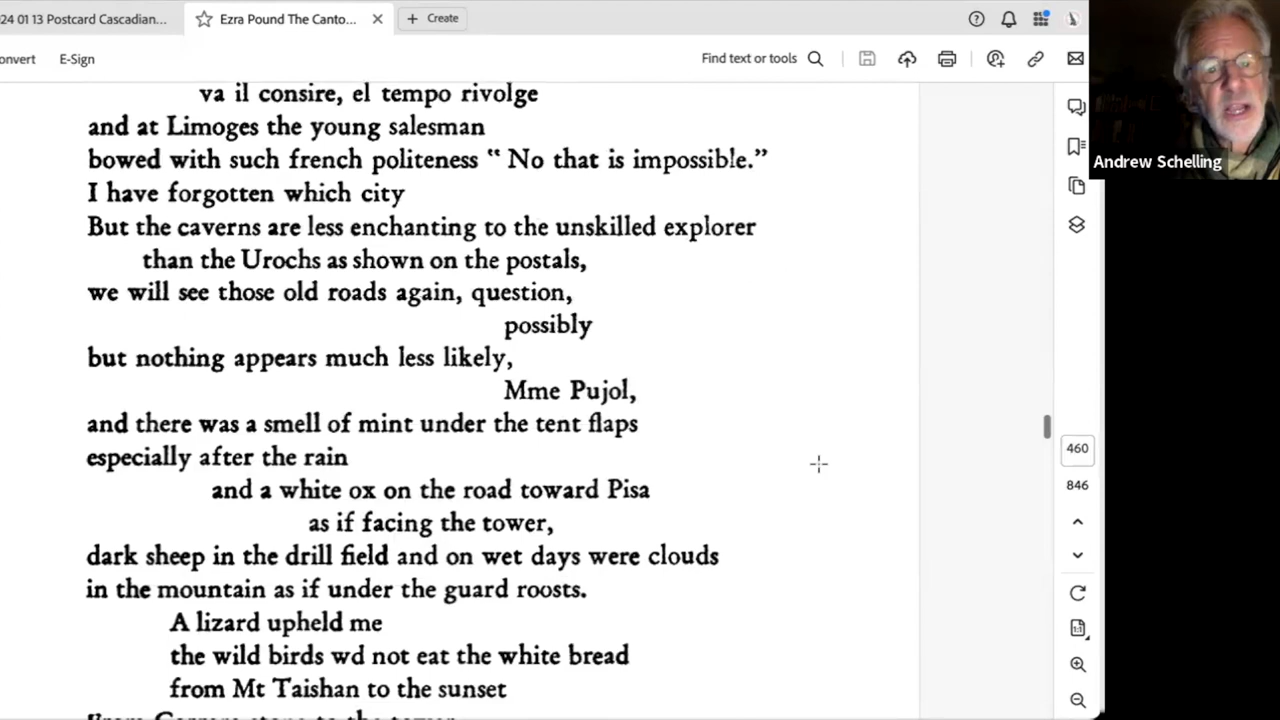 24 01 13 Postcard Cascadian...
Ezra Pound The Canto...
Create
onvert
E-Sign
Find text or tools
va il consire, el tempo rivolge
and at Limoges the young salesman
bowed with such french politeness “ No that is impossible.”
I have forgotten which city
But the caverns are less enchanting to the unskilled explorer
than the Urochs as shown on the postals,
we will see those old roads again, question,
possibly
but nothing appears much less likely,
Mme Pujol,
and there was a smell of mint under the tent flaps
especially after the rain
and a white ox on the road toward Pisa
as if facing the tower,
dark sheep in the drill field and on wet days were clouds
in the mountain as if under the guard roosts.
A lizard upheld me
the wild birds wd not eat the white bread
from Mt Taishan to the sunset
Andrew Schelling
460
846
1:1